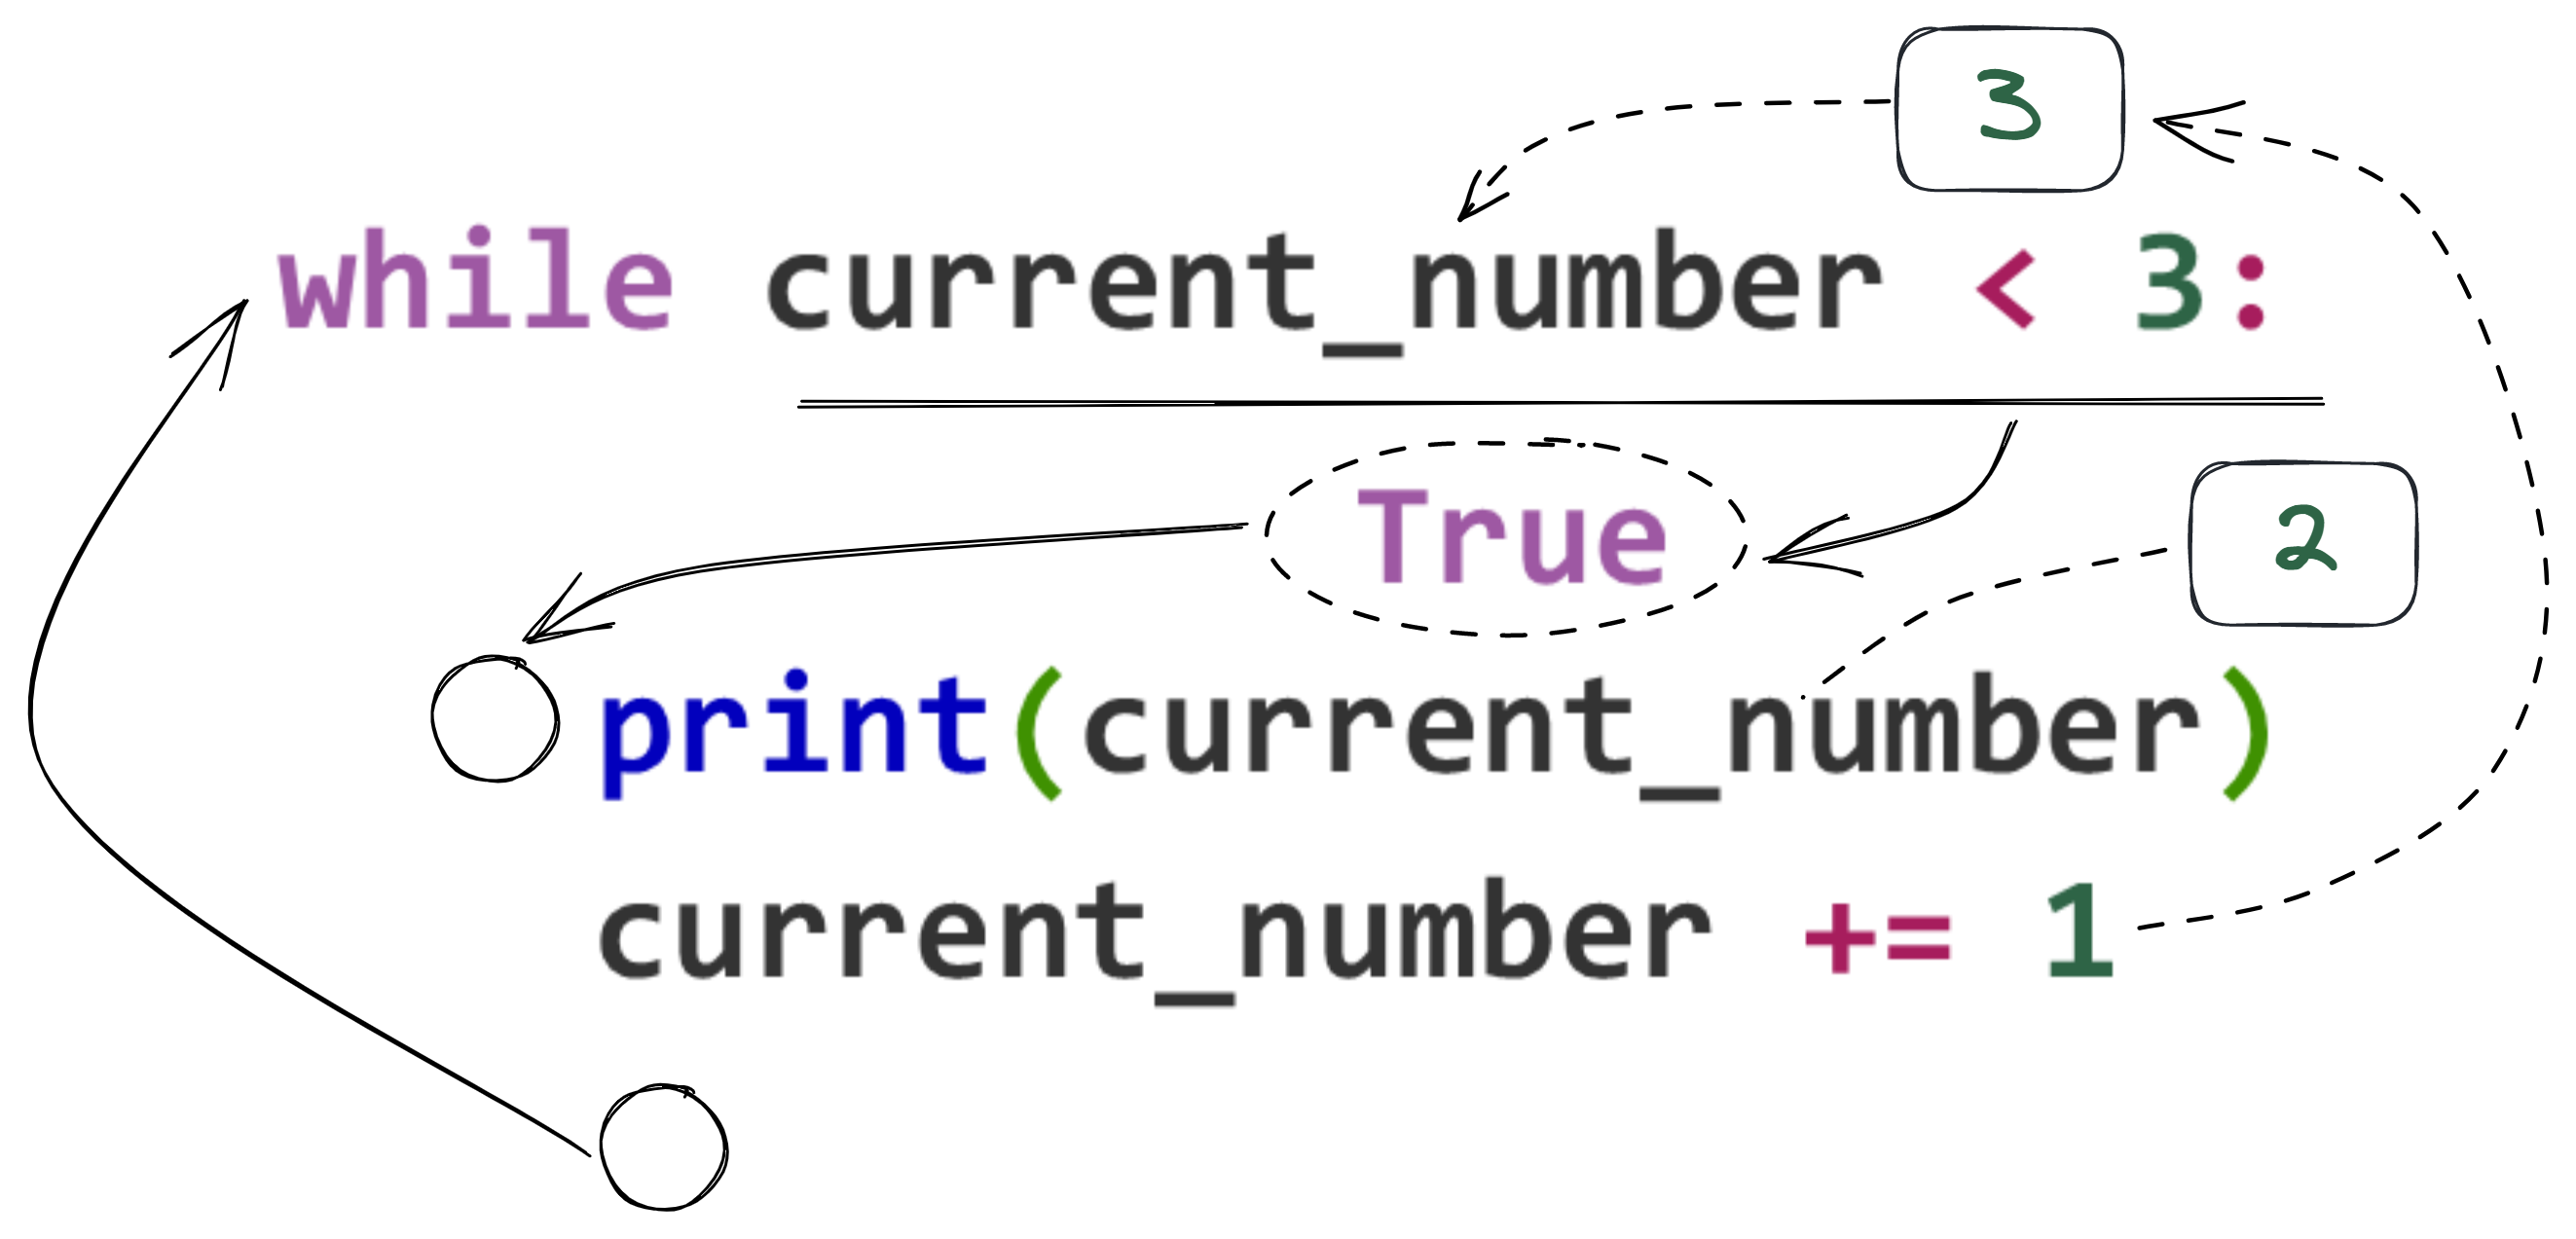 3
while current_number < 3:
True
2
print(current_number)
current_number += 1